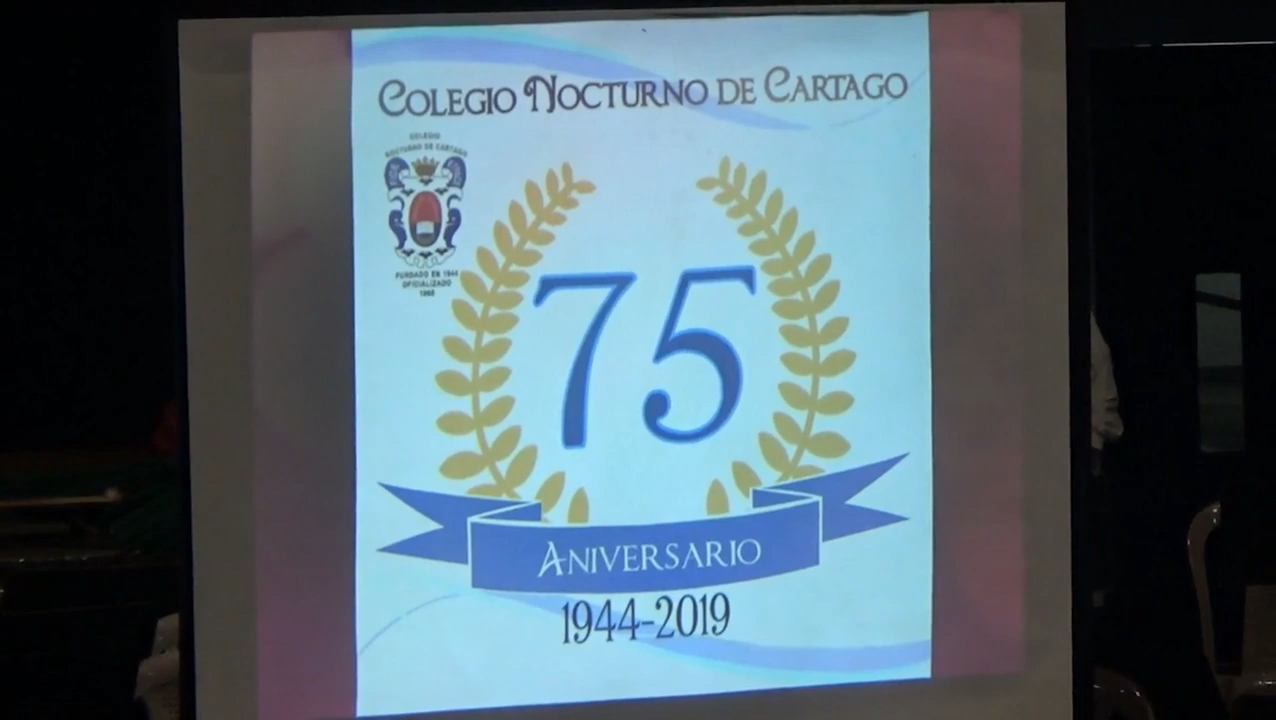 COLEGIO NOCTURNO DE CARTAGO
COLEGIO
NOCTURNO DE CARTAGO
FUNDADO EN 1944
OFICIALIZADO
75
ANIVERSARIO
1944-2019